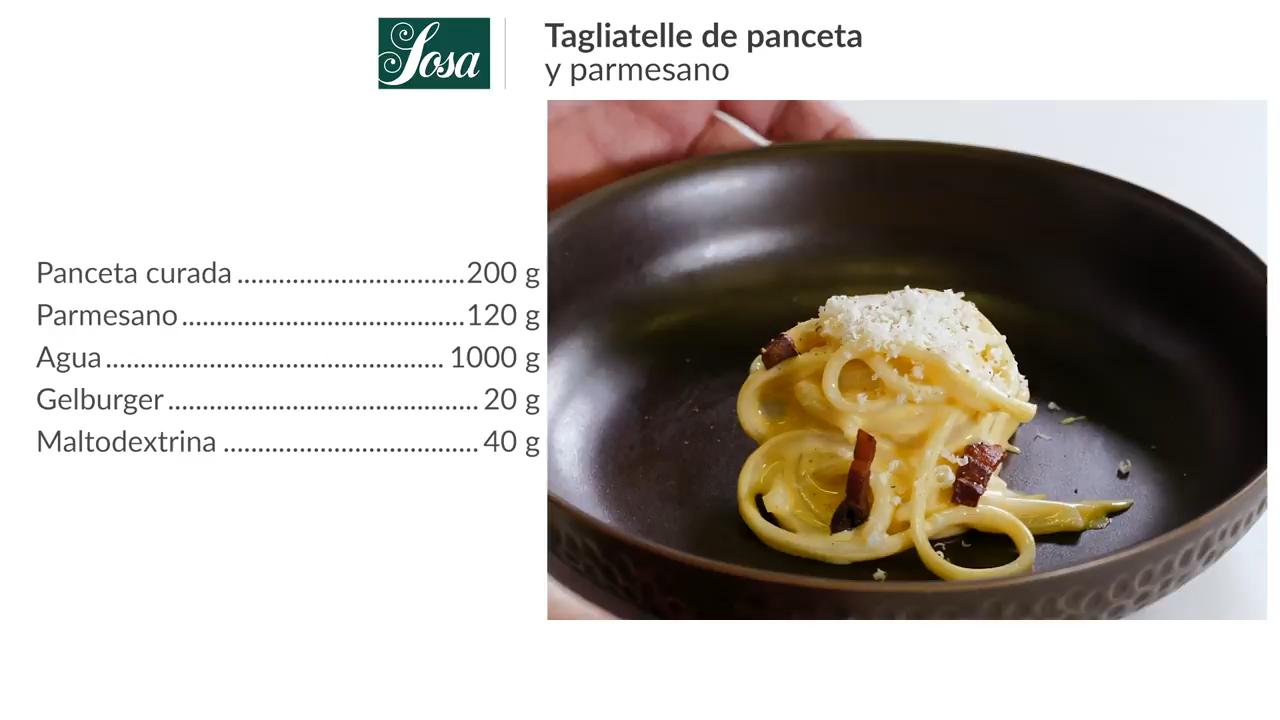 Sosa
Tagliatelle de panceta
y parmesano
Panceta curada ................................. 200 g
Parmesano ......................................... 120 g
Agua ................................................. 1000 g
Gelburger ............................................. 20 g
Maltodextrina ..................................... 40 g